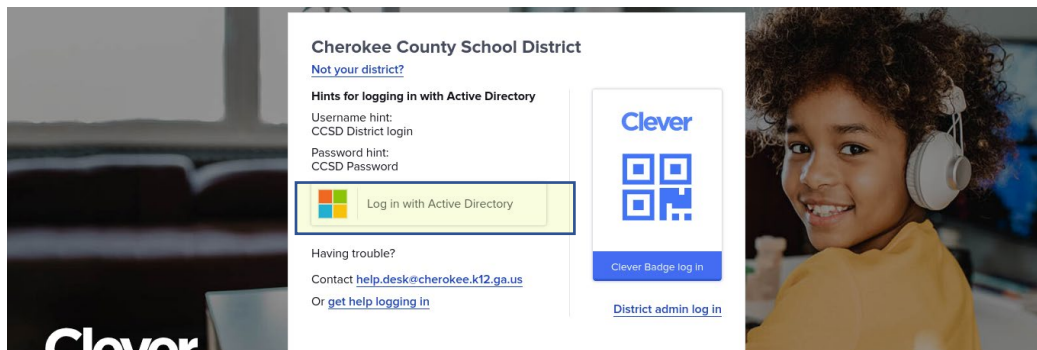 Cherokee County School District
Not your district?
Hints for logging in with Active Directory
Username hint:
CCSD District login
Password hint:
CCSD Password
Log in with Active Directory
Having trouble?
Contact help.desk@cherokee.k12.ga.us
Or get help logging in
Clever
Clever Badge log in
District admin log in
Clever